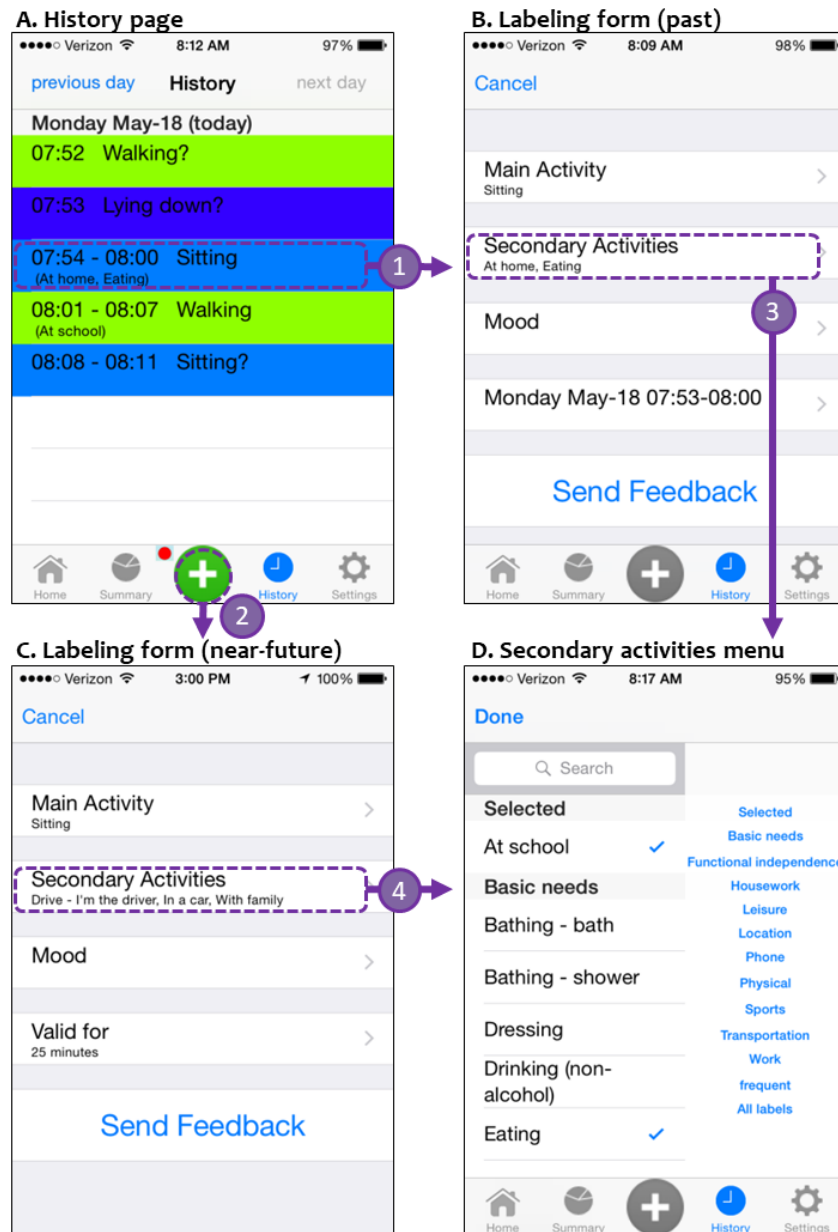 A. History page
●●●●○ Verizon 8:12 AM 97%
previous day History next day
Monday May-18 (today)
07:52 Walking?
07:53 Lying down?
07:54 - 08:00 Sitting
(At home, Eating)
08:01 - 08:07 Walking
(At school)
08:08 - 08:11 Sitting?
Home Summary History Settings
1
2
B. Labeling form (past)
●●●●○ Verizon 8:09 AM 98%
Cancel
Main Activity
Sitting
Secondary Activities
At home, Eating
3
Mood
Monday May-18 07:53-08:00
Send Feedback
Home Summary History Settings
C. Labeling form (near-future)
●●●●○ Verizon 3:00 PM 100%
Cancel
Main Activity
Sitting
Secondary Activities
Drive - I'm the driver, In a car, With family
4
Mood
Valid for
25 minutes
Send Feedback
D. Secondary activities menu
●●●●○ Verizon 8:17 AM 95%
Done
Search
Selected
At school
Basic needs
Bathing - bath
Bathing - shower
Dressing
Drinking (non-
alcohol)
Eating
Selected
Basic needs
Functional independence
Housework
Leisure
Location
Phone
Physical
Sports
Transportation
Work
frequent
All labels
Home Summary History Settings